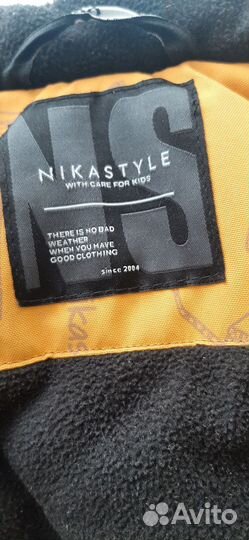 NS
NIKASTYLE
WITH CARE FOR KIDS
THERE IS NO BAD
WEATHER
WHEN YOU HAVE
GOOD CLOTHING
since 2004
Avito